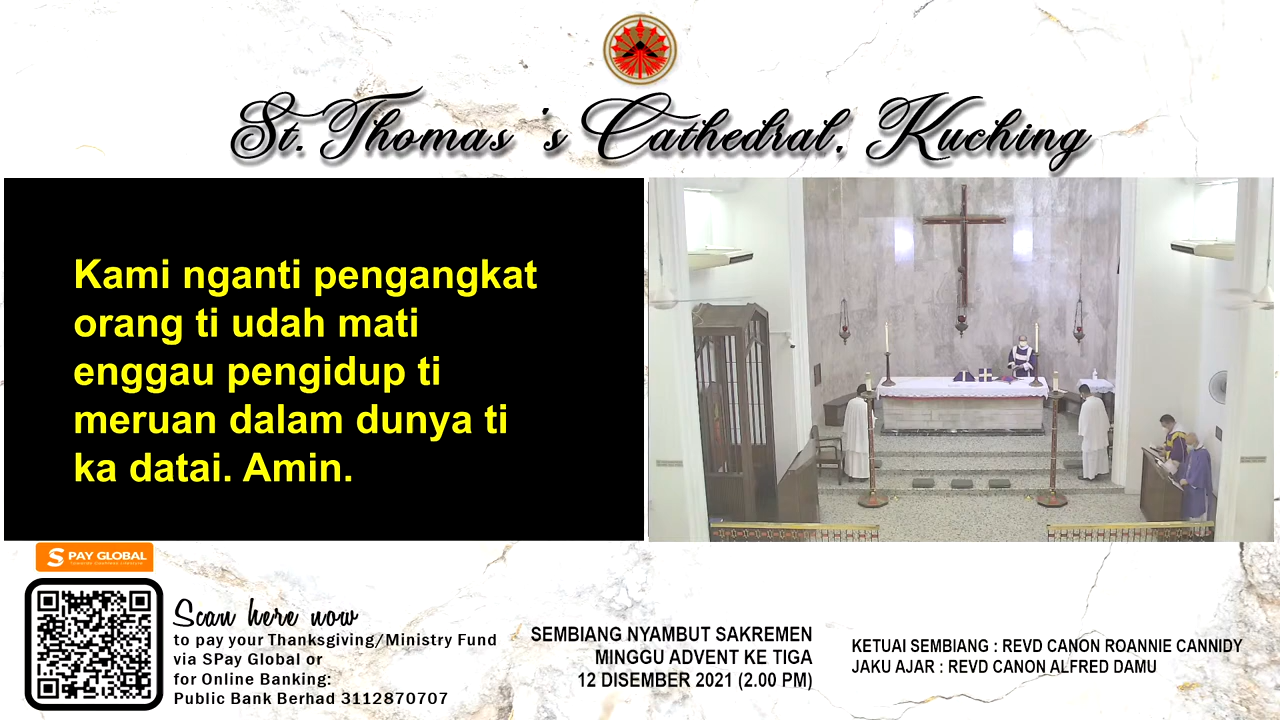 St. Thomas's Cathedral, Kuching
Kami nganti pengangkat
orang ti udah mati
enggau pengidup ti
meruan dalam dunya ti
ka datai. Amin.
S PAY GLOBAL
Scan here now
to pay your Thanksgiving/Ministry Fund
via SPay Global or
for Online Banking:
Public Bank Berhad 3112870707
SEMBIANG NYAMBUT SAKREMEN
MINGGU ADVENT KE TIGA
12 DISEMBER 2021 (2.00 PM)
KETUAI SEMBIANG : REVD CANON ROANNIE CANNIDY
JAKU AJAR : REVD CANON ALFRED DAMU